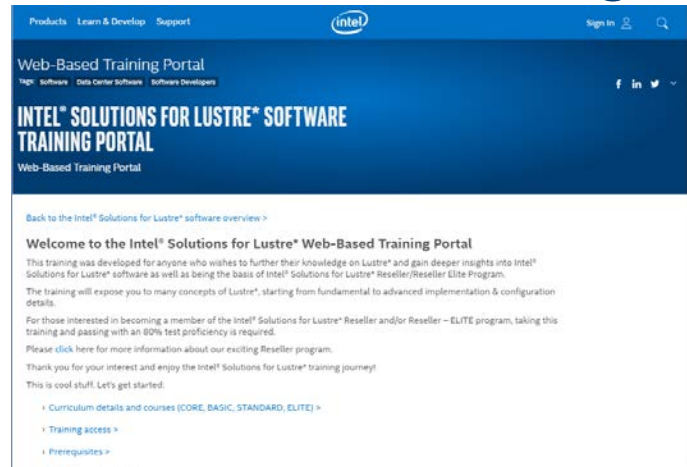 Products Learn & Develop Support
intel
Sign In
Web-Based Training Portal
Tags: Software Data Center Software Software Developers
INTEL® SOLUTIONS FOR LUSTRE* SOFTWARE
TRAINING PORTAL
Web-Based Training Portal
Back to the Intel® Solutions for Lustre* software overview >
Welcome to the Intel® Solutions for Lustre* Web-Based Training Portal
This training was developed for anyone who wishes to further their knowledge on Lustre* and gain deeper insights into Intel®
Solutions for Lustre* software as well as being the basis of Intel® Solutions for Lustre* Reseller/Reseller Elite Program.
The training will expose you to many concepts of Lustre*, starting from fundamental to advanced implementation & configuration
details.
For those interested in becoming a member of the Intel® Solutions for Lustre* Reseller and/or Reseller – ELITE program, taking this
training and passing with an 80% test proficiency is required.
Please click here for more information about our exciting Reseller program.
Thank you for your interest and enjoy the Intel® Solutions for Lustre* training journey!
This is cool stuff. Let's get started.
› Curriculum details and courses (CORE, BASIC, STANDARD, ELITE) >
› Training access >
› Prerequisites >